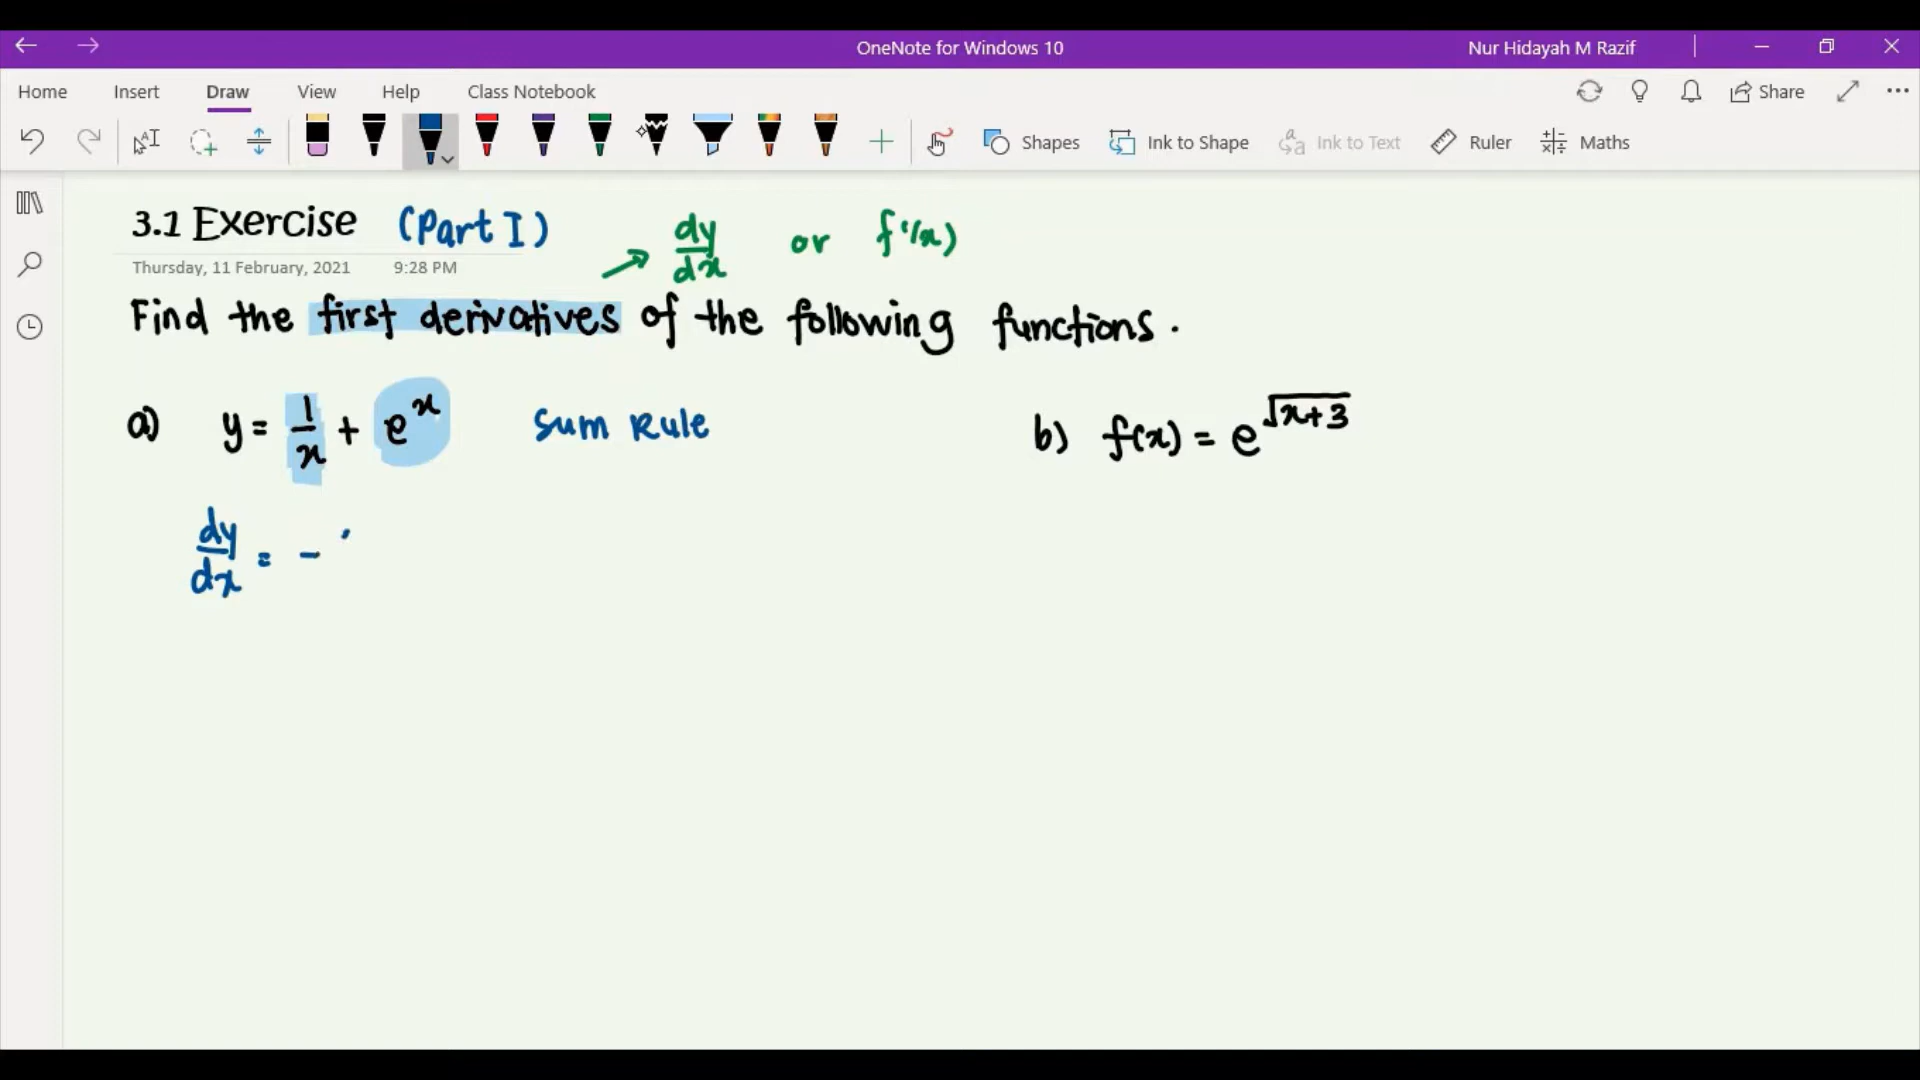 OneNote for Windows 10
Nur Hidayah M Razif
Home Insert Draw View Help Class Notebook Share
Shapes Ink to Shape Ink to Text Ruler Maths
3.1 Exercise (Part I)
dy/dx or f'(x)
Thursday, 11 February, 2021 9:28 PM
Find the first derivatives of the following functions.
a) y = 1/x + e^x Sum Rule
b) f(x) = e^√(x+3)
dy/dx = -